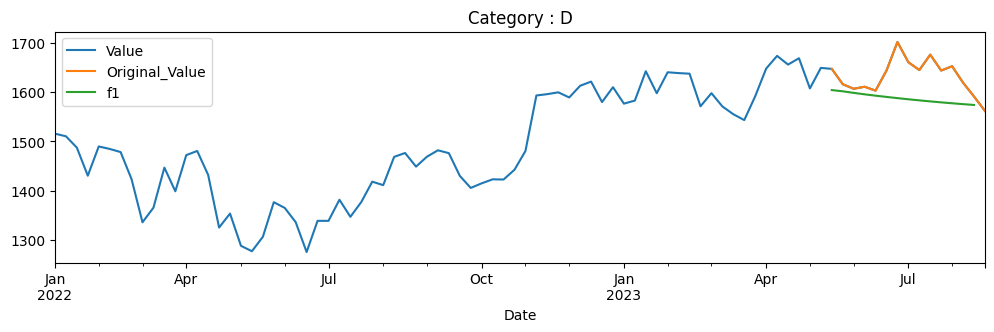 Category : D
Value
Original_Value
f1
1700
1600
1500
1400
1300
Jan
2022
Apr
Jul
Oct
Jan
2023
Apr
Jul
Date